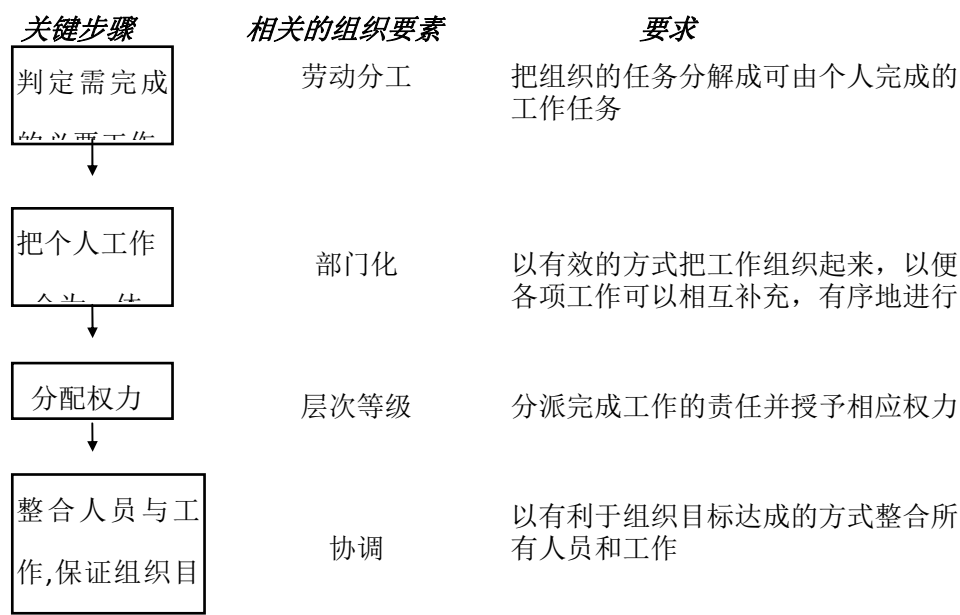 关键步骤 相关的组织要素 要求
判定需完成
劳动分工
把组织的任务分解成可由个人完成的
工作任务
把个人工作
部门化
以有效的方式把工作组织起来，以便
各项工作可以相互补充，有序地进行
分配权力
层次等级
分派完成工作的责任并授予相应权力
整合人员与工
作,保证组织目
协调
以有利于组织目标达成的方式整合所
有人员和工作